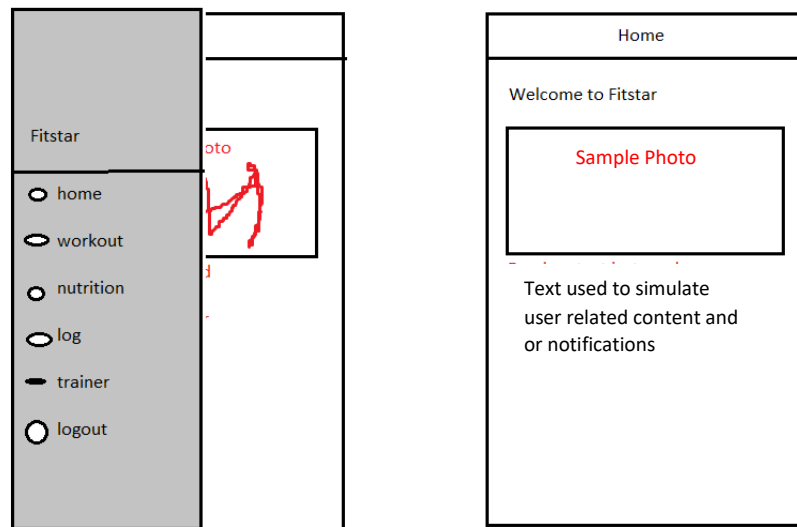 Fitstar
home
workout
nutrition
log
trainer
logout
oto
d
Home
Welcome to Fitstar
Sample Photo
Text used to simulate
user related content and
or notifications